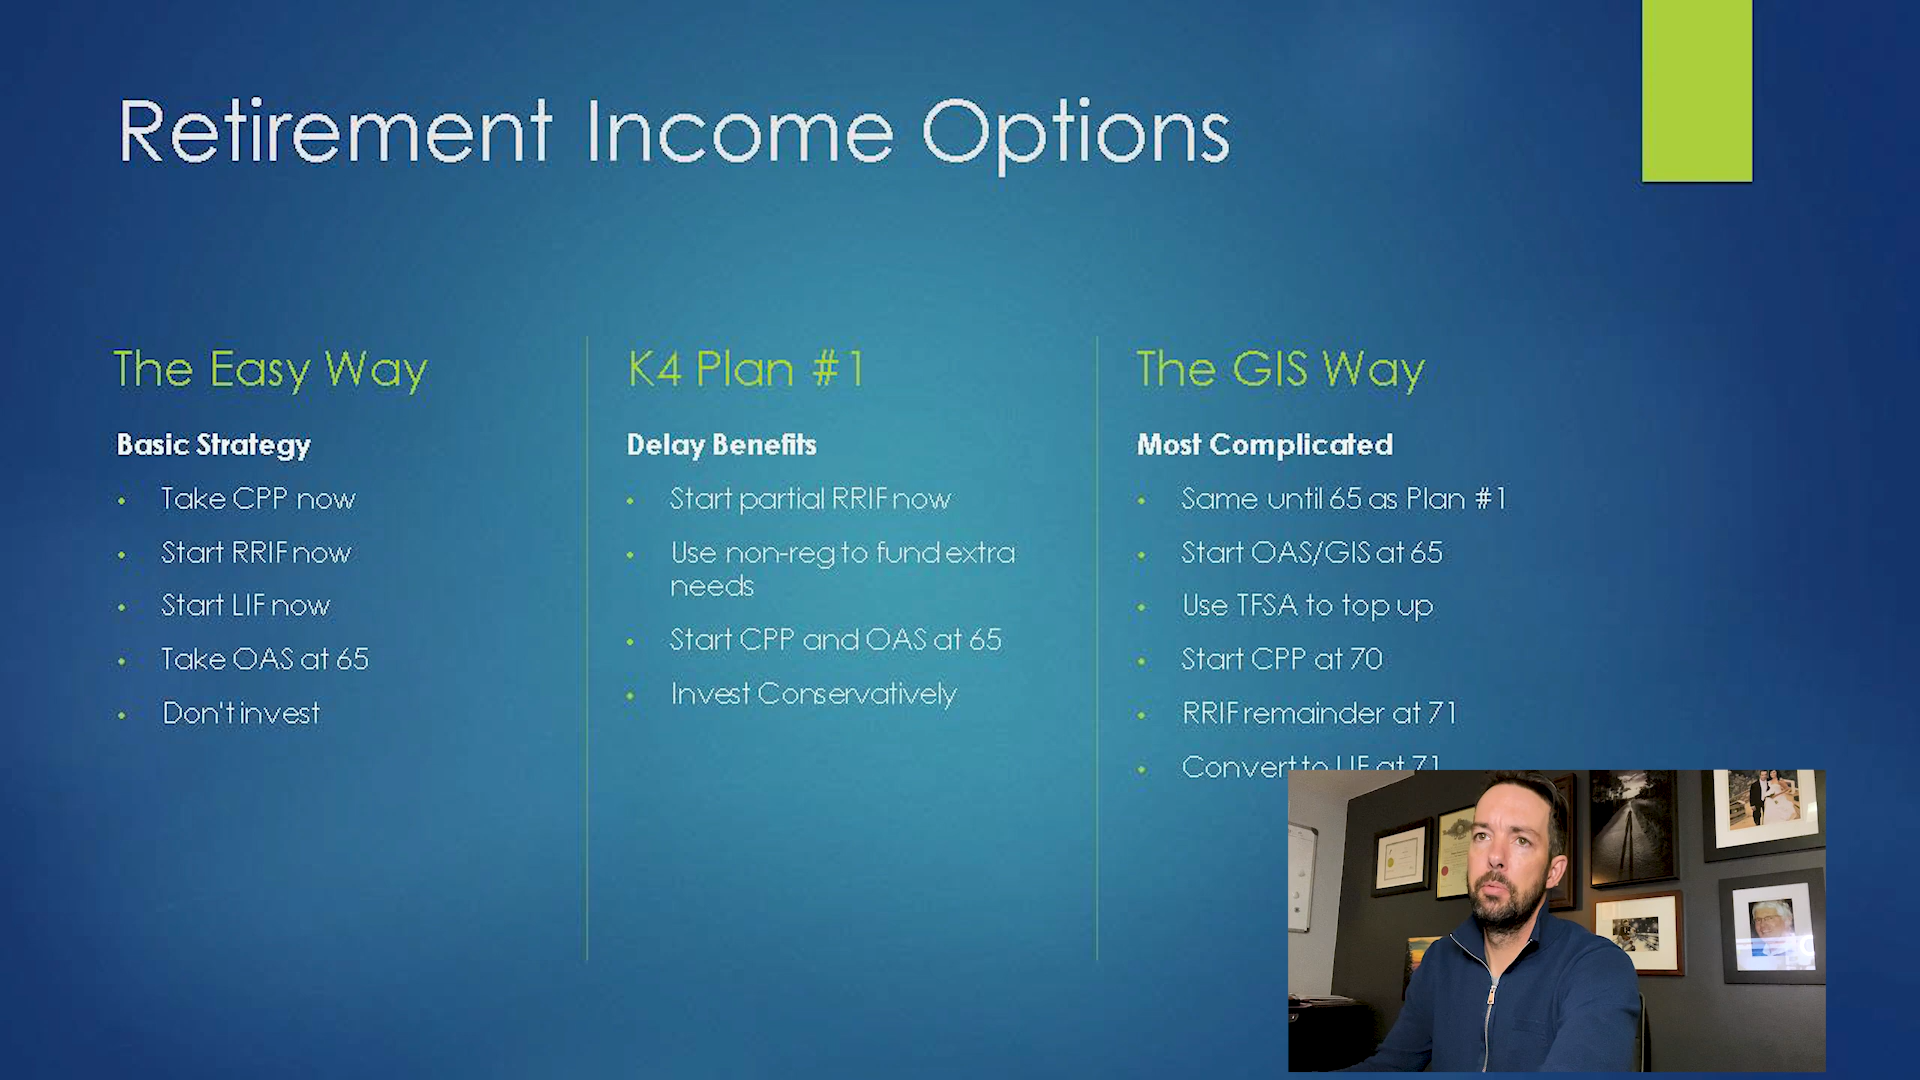 Retirement Income Options
The Easy Way
Basic Strategy
Take CPP now
Start RRIF now
Start LIF now
Take OAS at 65
Don't invest
K4 Plan #1
Delay Benefits
Start partial RRIF now
Use non-reg to fund extra
needs
Start CPP and OAS at 65
Invest Conservatively
The GIS Way
Most Complicated
Same until 65 as Plan #1
Start OAS/GIS at 65
Use TFSA to top up
Start CPP at 70
RRIF remainder at 71
Convert to LIF at 71